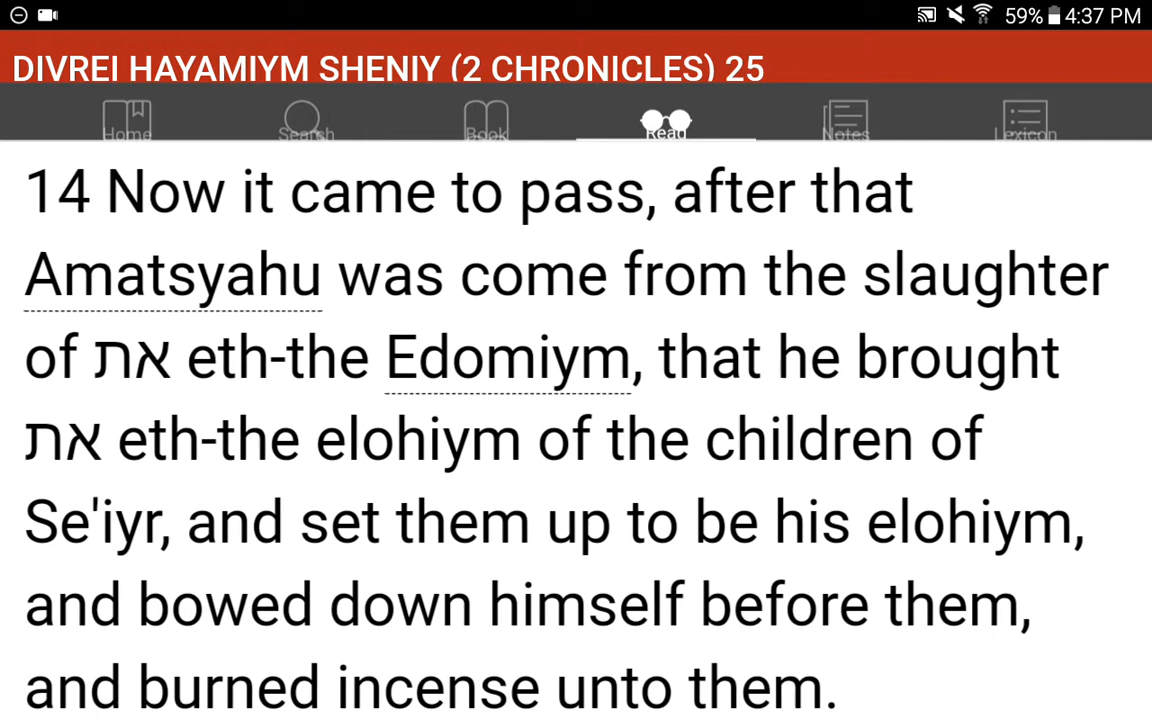 59% 4:37 PM
DIVREI HAYAMIYM SHENIY (2 CHRONICLES) 25
Home Search Book Read Notes Lexicon
14 Now it came to pass, after that
Amatsyahu was come from the slaughter
of את eth-the Edomiym, that he brought
את eth-the elohiym of the children of
Se'iyr, and set them up to be his elohiym,
and bowed down himself before them,
and burned incense unto them.